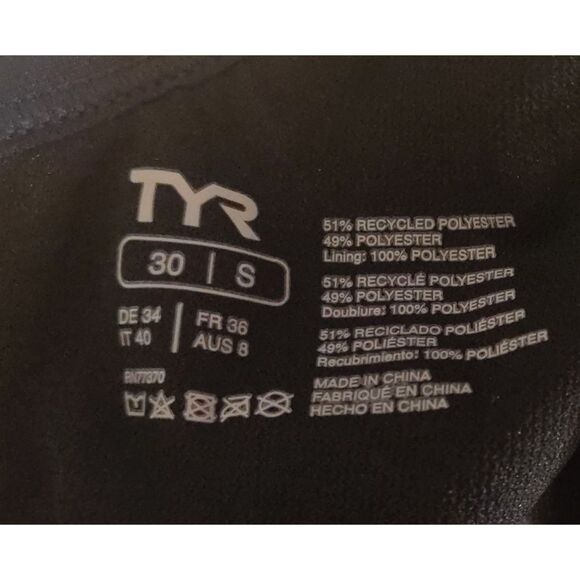 TYR
30 | S
DE 34
IT 40
FR 36
AUS 8
RN77370
51% RECYCLED POLYESTER
49% POLYESTER
Lining: 100% POLYESTER
51% RECYCLÉ POLYESTER
49% POLYESTER
Doublure: 100% POLYESTER
51% RECICLADO POLIÉSTER
49% POLIÉSTER
Recubrimiento: 100% POLIÉSTER
MADE IN CHINA
FABRIQUÉ EN CHINA
HECHO EN CHINA